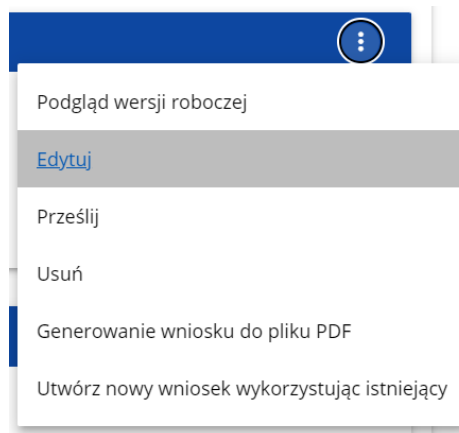 Podgląd wersji roboczej
Edytuj
Prześlij
Usuń
Generowanie wniosku do pliku PDF
Utwórz nowy wniosek wykorzystując istniejący